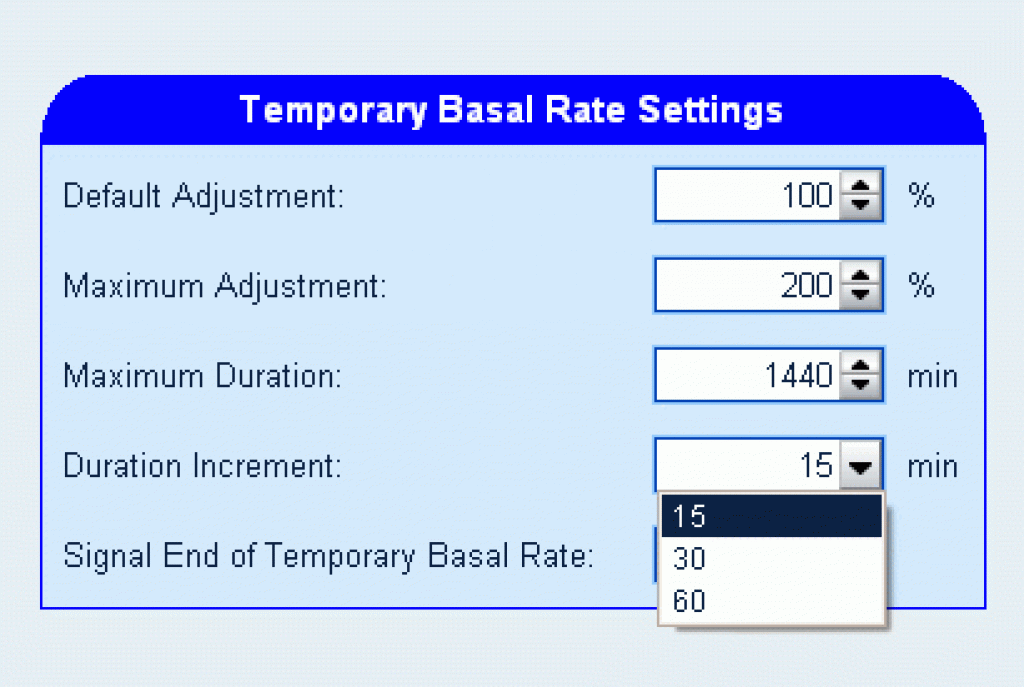 Temporary Basal Rate Settings
Default Adjustment: 100 %
Maximum Adjustment: 200 %
Maximum Duration: 1440 min
Duration Increment: 15 min
15
Signal End of Temporary Basal Rate:
30
60